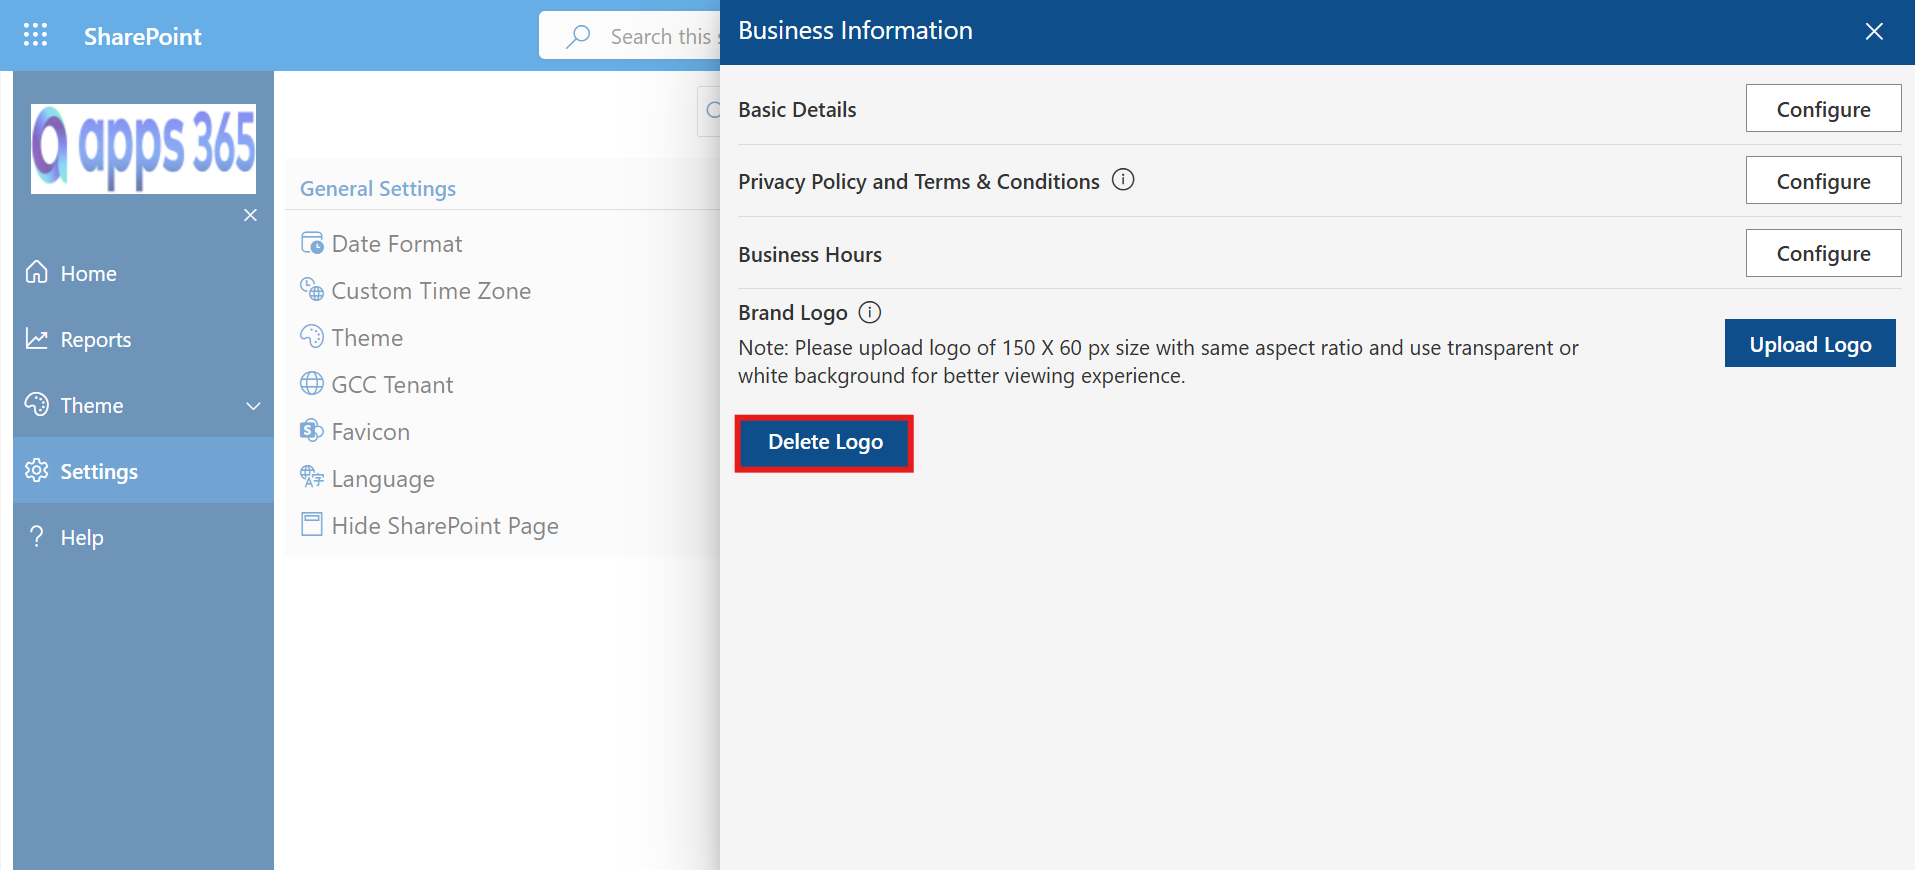 SharePoint
Search this
apps 365
Home
Reports
Theme
Settings
Help
General Settings
Date Format
Custom Time Zone
Theme
GCC Tenant
Favicon
Language
Hide SharePoint Page
Business Information
Basic Details
Configure
Privacy Policy and Terms & Conditions
Configure
Business Hours
Configure
Brand Logo
Note: Please upload logo of 150 X 60 px size with same aspect ratio and use transparent or
white background for better viewing experience.
Upload Logo
Delete Logo